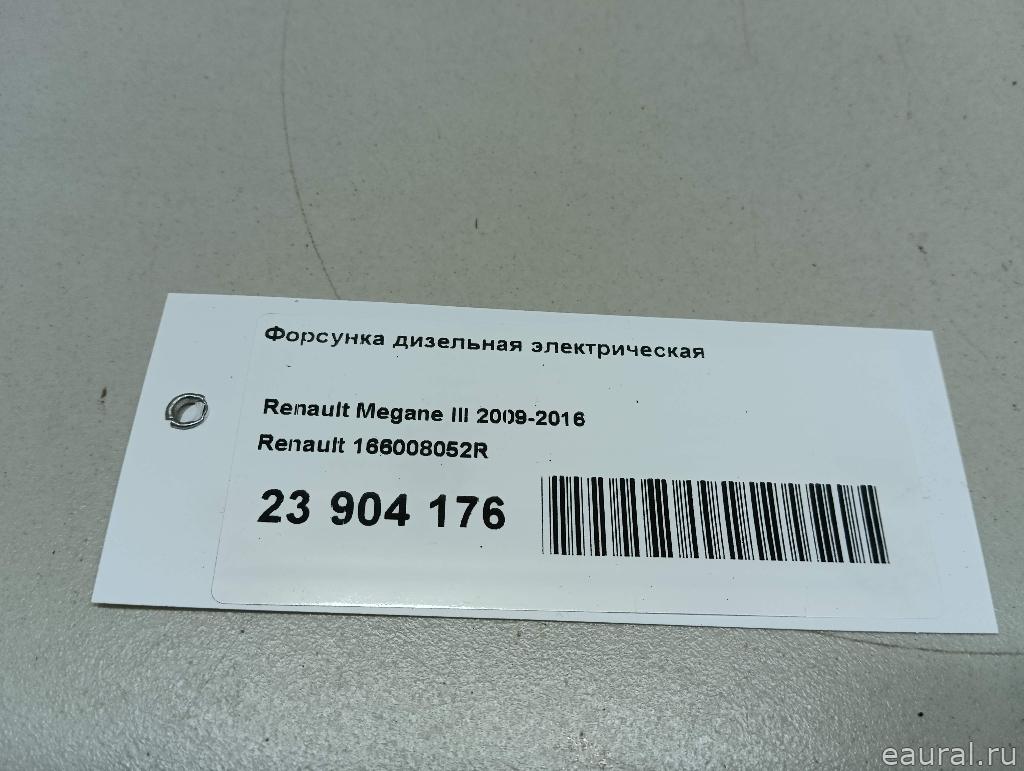 Форсунка дизельная электрическая
Renault Megane III 2009-2016
Renault 166008052R
23 904 176
eaural.ru